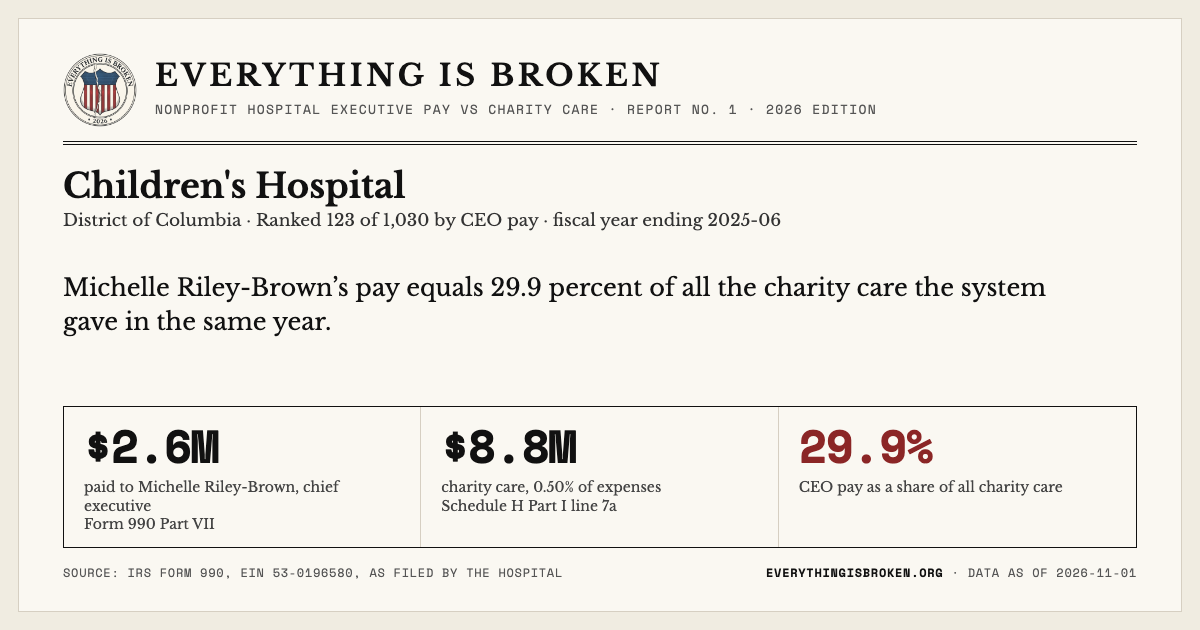 EVERYTHING IS BROKEN
· 2026 ·
EVERYTHING IS BROKEN
NONPROFIT HOSPITAL EXECUTIVE PAY VS CHARITY CARE · REPORT NO. 1 · 2026 EDITION
Children's Hospital
District of Columbia · Ranked 123 of 1,030 by CEO pay · fiscal year ending 2025-06
Michelle Riley-Brown’s pay equals 29.9 percent of all the charity care the system
gave in the same year.
$2.6M
paid to Michelle Riley-Brown, chief
executive
Form 990 Part VII
$8.8M
charity care, 0.50% of expenses
Schedule H Part I line 7a
29.9%
CEO pay as a share of all charity care
SOURCE: IRS FORM 990, EIN 53-0196580, AS FILED BY THE HOSPITAL
EVERYTHINGISBROKEN.ORG · DATA AS OF 2026-11-01